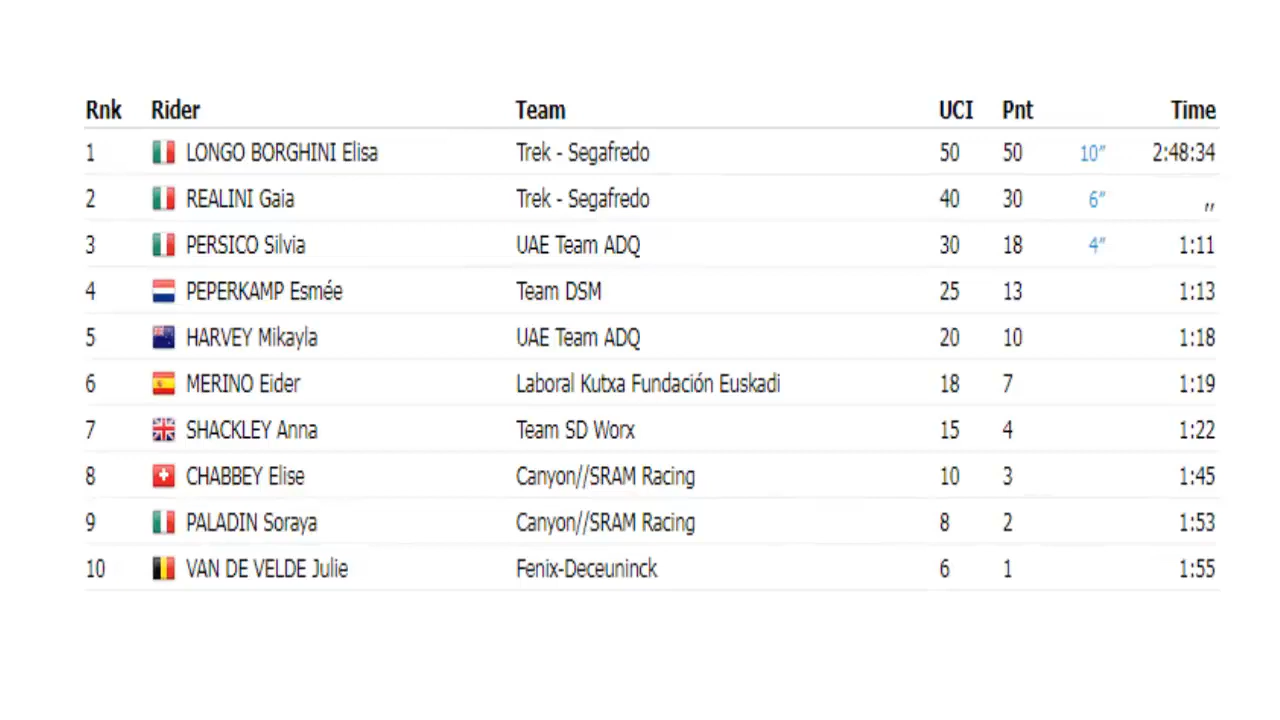 Rnk Rider Team UCI Pnt Time
1 LONGO BORGHINI Elisa Trek - Segafredo 50 50 10″ 2:48:34
2 REALINI Gaia Trek - Segafredo 40 30 6″ ,,
3 PERSICO Silvia UAE Team ADQ 30 18 4″ 1:11
4 PEPERKAMP Esmée Team DSM 25 13 1:13
5 HARVEY Mikayla UAE Team ADQ 20 10 1:18
6 MERINO Eider Laboral Kutxa Fundación Euskadi 18 7 1:19
7 SHACKLEY Anna Team SD Worx 15 4 1:22
8 CHABBEY Elise Canyon//SRAM Racing 10 3 1:45
9 PALADIN Soraya Canyon//SRAM Racing 8 2 1:53
10 VAN DE VELDE Julie Fenix-Deceuninck 6 1 1:55